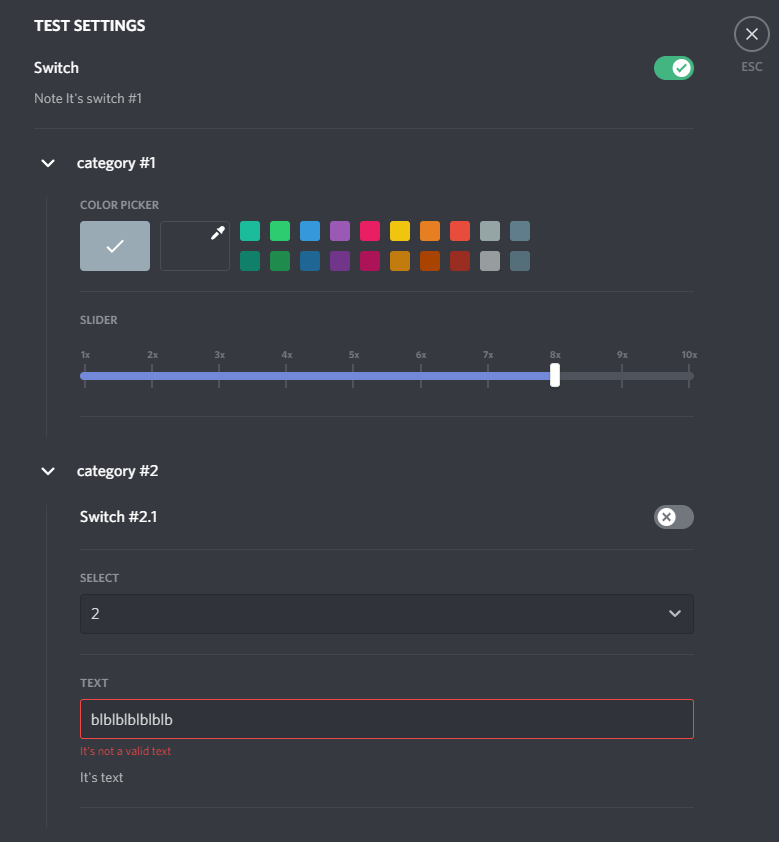 TEST SETTINGS
Switch
ESC
Note It's switch #1
category #1
COLOR PICKER
SLIDER
1x 2x 3x 4x 5x 6x 7x 8x 9x 10x
category #2
Switch #2.1
SELECT
2
TEXT
blblblblblblb
It's not a valid text
It's text